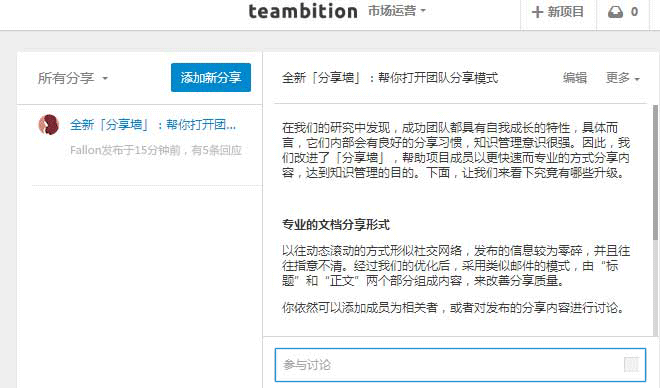 teambition 市场运营
新项目 0
所有分享 添加新分享
全新「分享墙」：帮你打开团...
Fallon发布于15分钟前，有5条回应
全新「分享墙」：帮你打开团队分享模式 编辑 更多
在我们的研究中发现，成功团队都具有自我成长的特性，具体而
言，它们内部会有良好的分享习惯，知识管理意识很强。因此，我
们改进了「分享墙」，帮助项目成员以更快速而专业的方式分享内
容，达到知识管理的目的。下面，让我们来看下究竟有哪些升级。
专业的文档分享形式
以往动态滚动的方式形似社交网络，发布的信息较为零碎，并且往
往指意不清。经过我们的优化后，采用类似邮件的模式，由“标
题”和“正文”两个部分组成内容，来改善分享质量。
你依然可以添加成员为相关者，或者对发布的分享内容进行讨论。
参与讨论